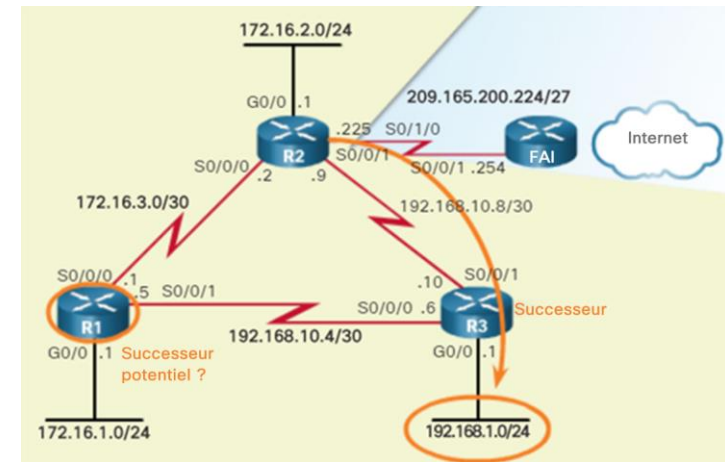 172.16.2.0/24
G0/0 .1
209.165.200.224/27
.225 S0/1/0
Internet
R2
S0/0/1
FAI
S0/0/0
.2
.9
S0/0/1 .254
172.16.3.0/30
192.168.10.8/30
S0/0/0 .1
.10 S0/0/1
.5 S0/0/1
S0/0/0 .6
Successeur
R1
R3
192.168.10.4/30
G0/0 .1
Successeur
potentiel ?
G0/0 .1
172.16.1.0/24
192.168.1.0/24